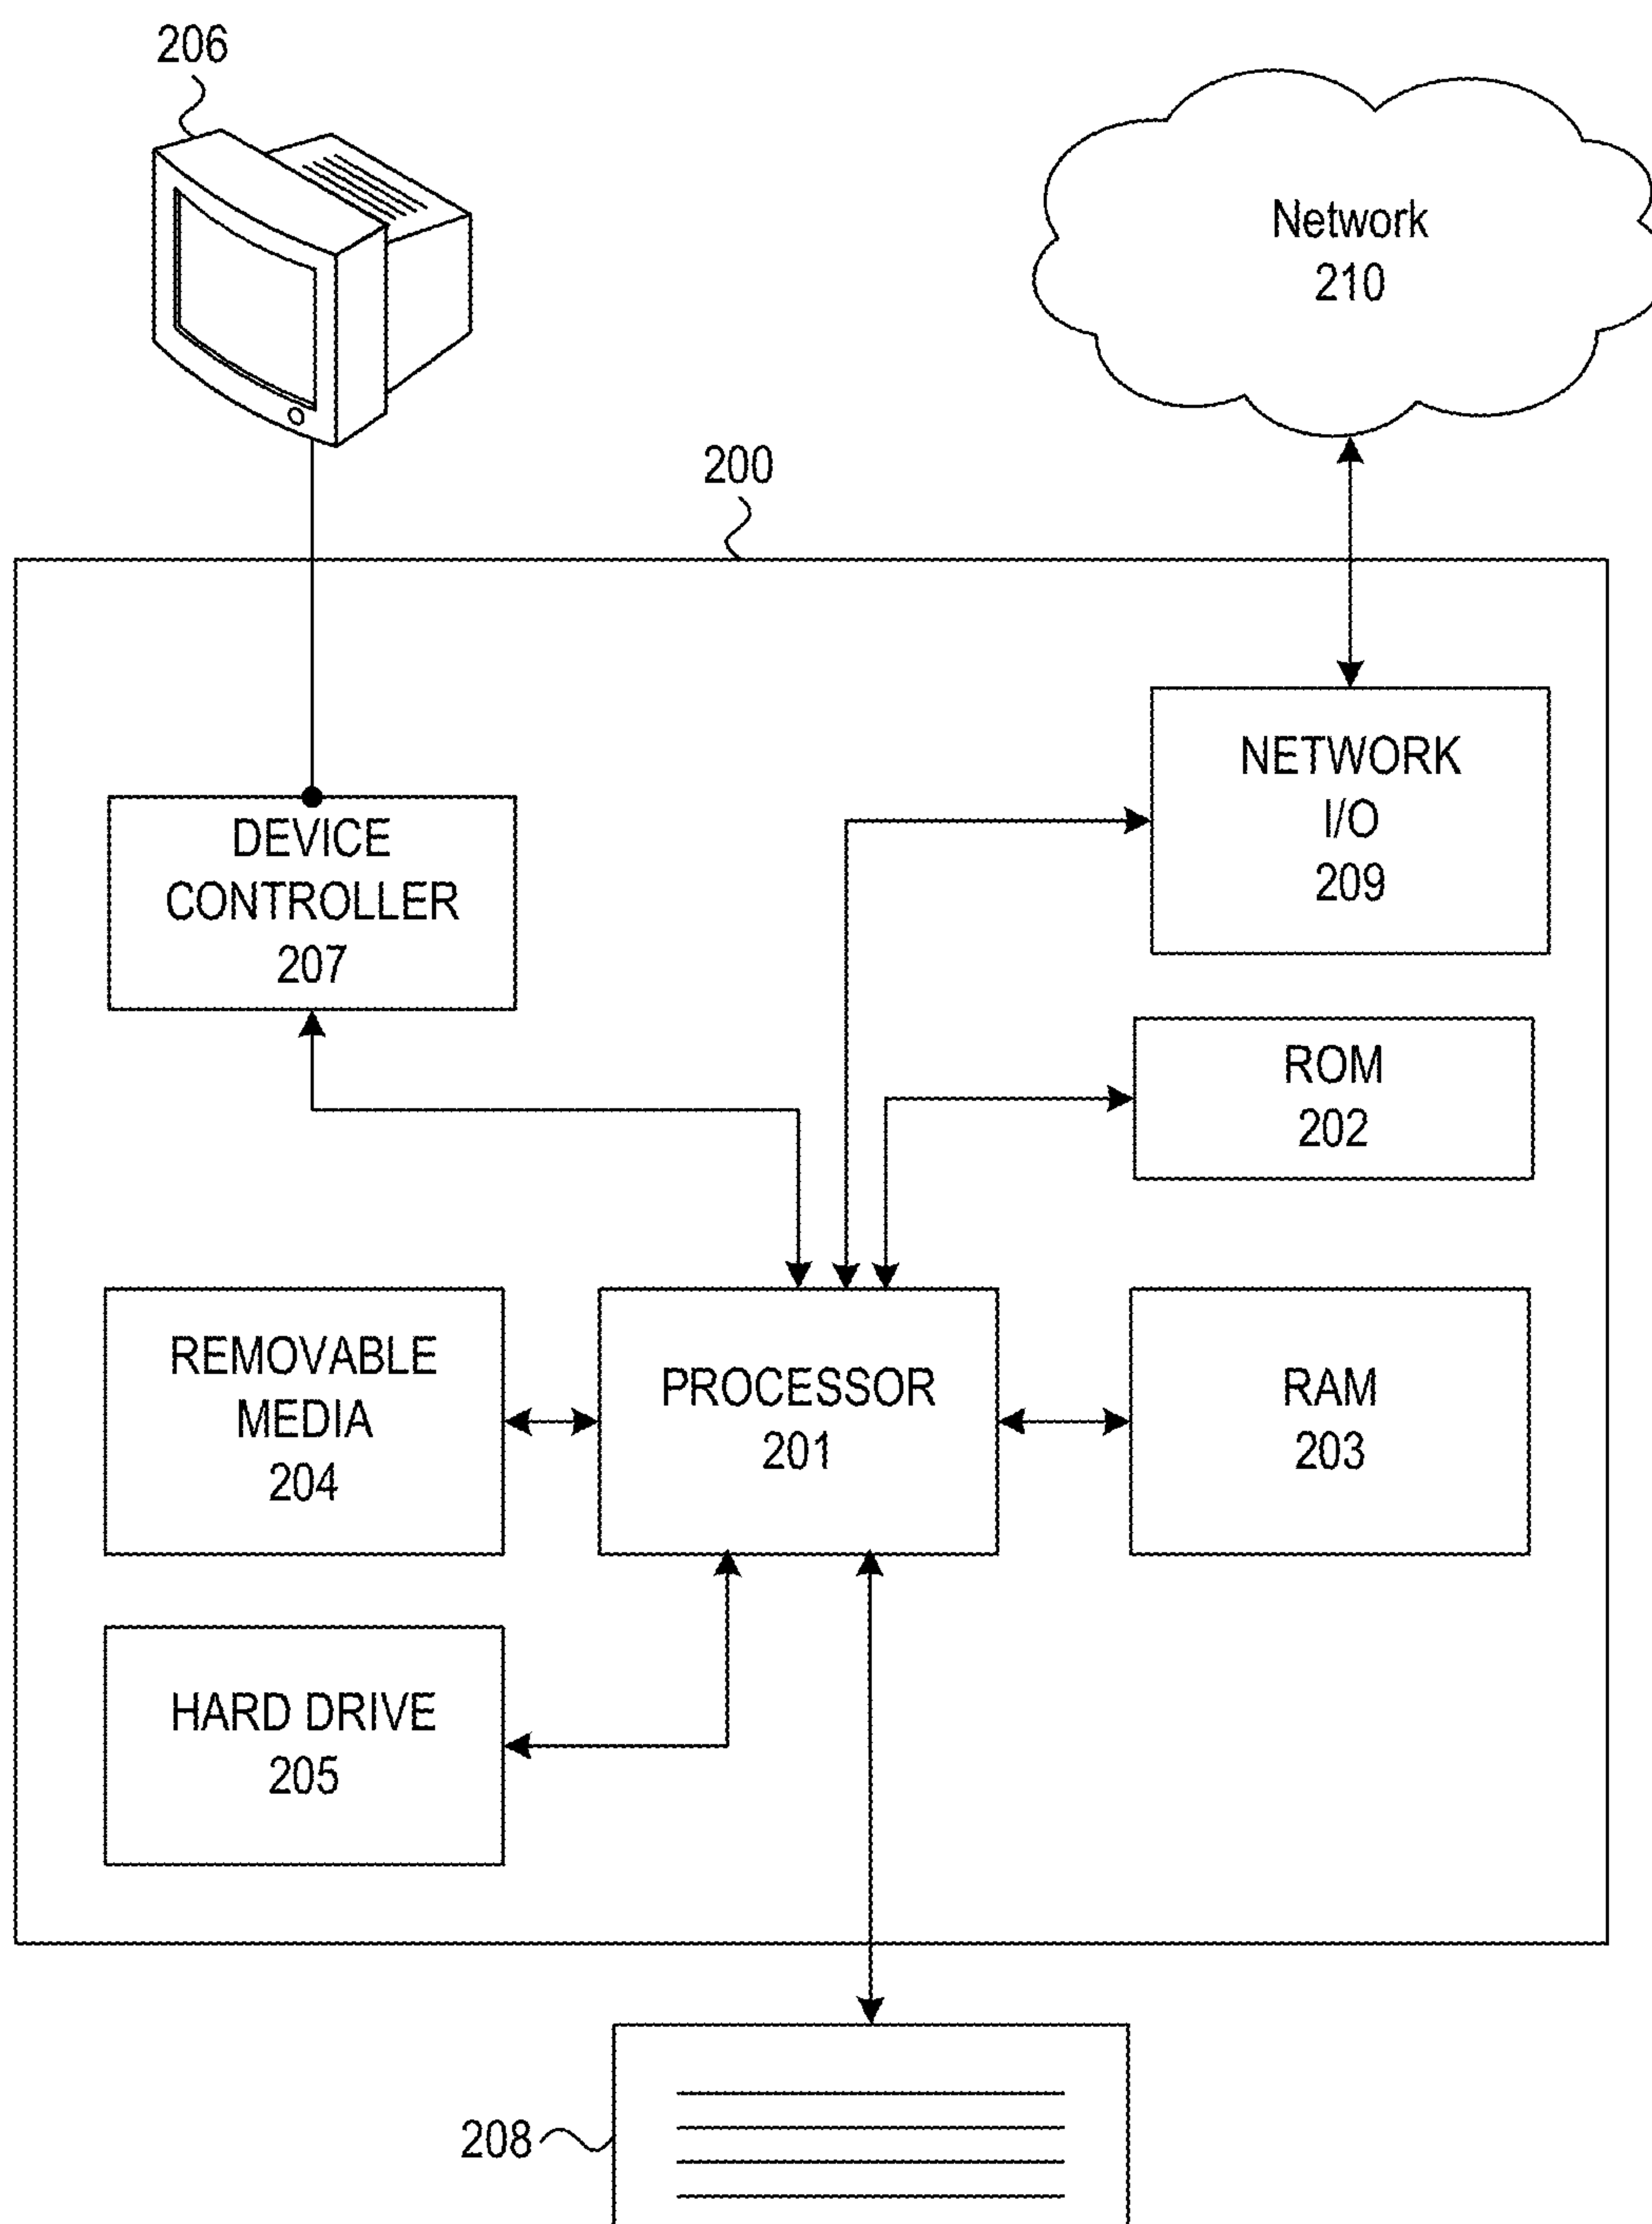 206
Network
210
200
NETWORK
I/O
209
DEVICE
CONTROLLER
207
ROM
202
REMOVABLE
MEDIA
204
PROCESSOR
201
RAM
203
HARD DRIVE
205
208